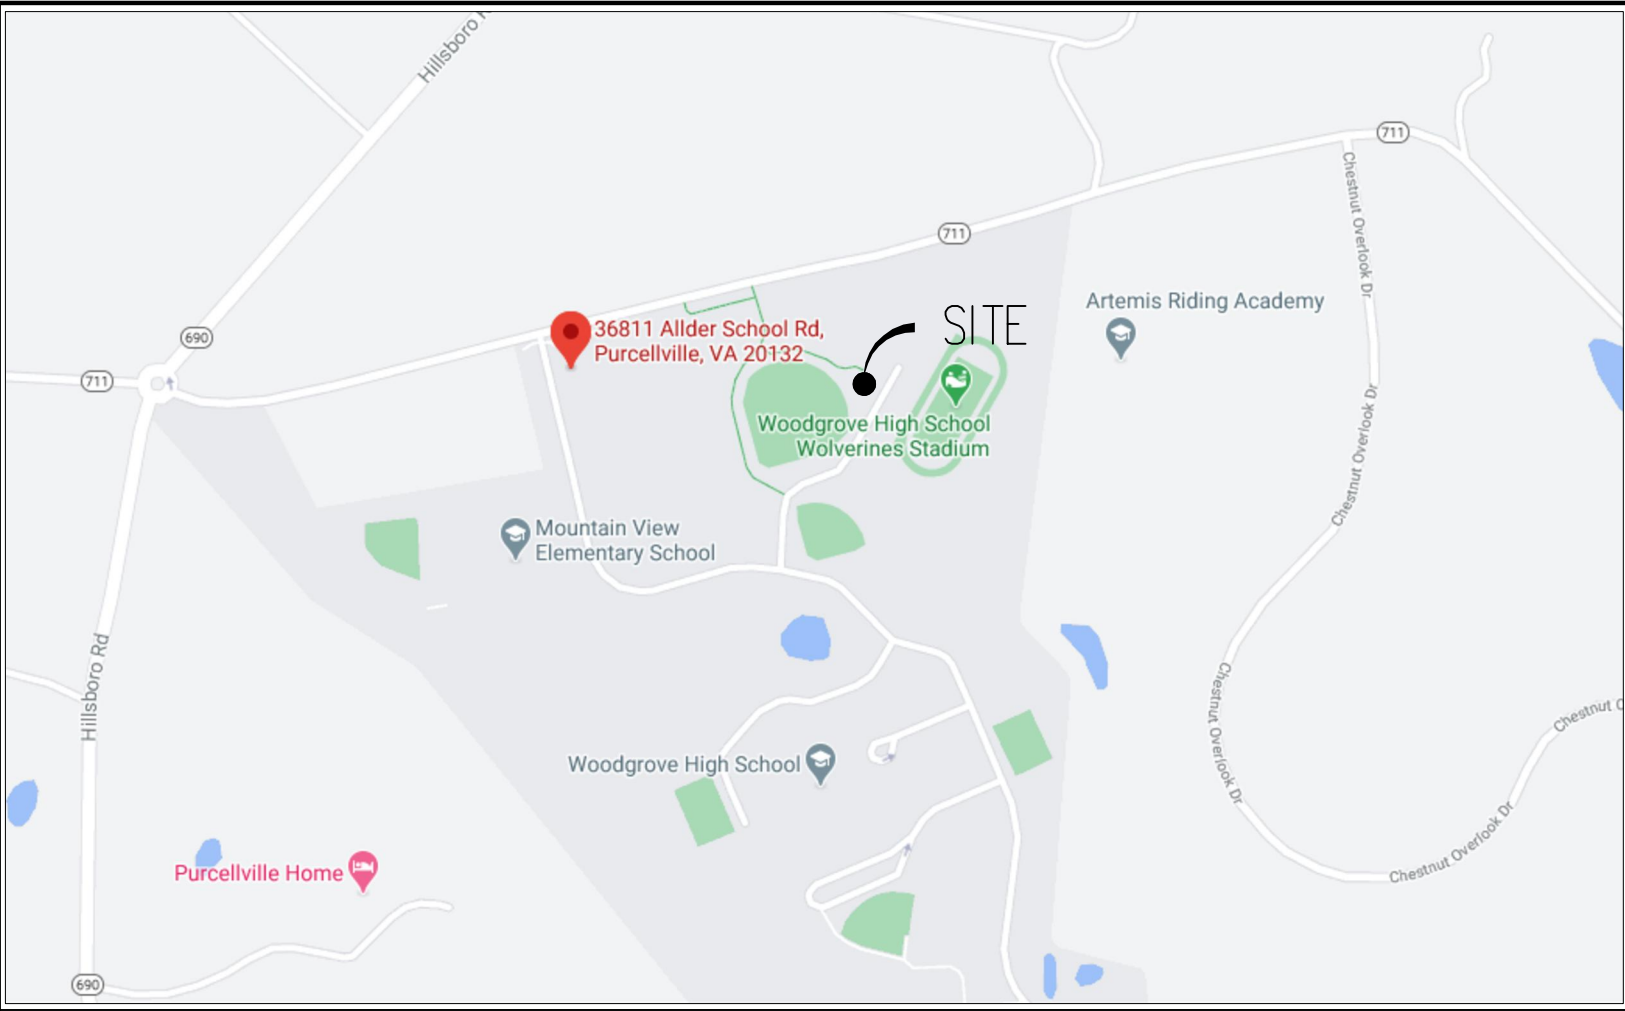 Hillsboro R
711
Chestnut Overlook Dr
711
SITE
Artemis Riding Academy
36811 Allder School Rd,
Purcellville, VA 20132
690
711
Woodgrove High School
Wolverines Stadium
Chestnut Overlook Dr
Mountain View
Elementary School
Hillsboro Rd
Chestnut Overlook Dr
Chestnut C
Woodgrove High School
Chestnut Overlook Dr
Purcellville Home
690